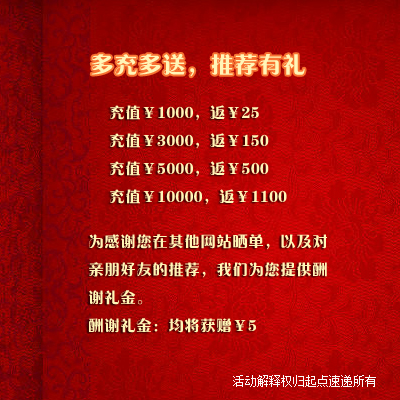 多充多送，推荐有礼
充值￥1000，返￥25
充值￥3000，返￥150
充值￥5000，返￥500
充值￥10000，返￥1100
为感谢您在其他网站晒单，以及对
亲朋好友的推荐，我们为您提供酬
谢礼金。
酬谢礼金：均将获赠￥5
活动解释权归起点速递所有